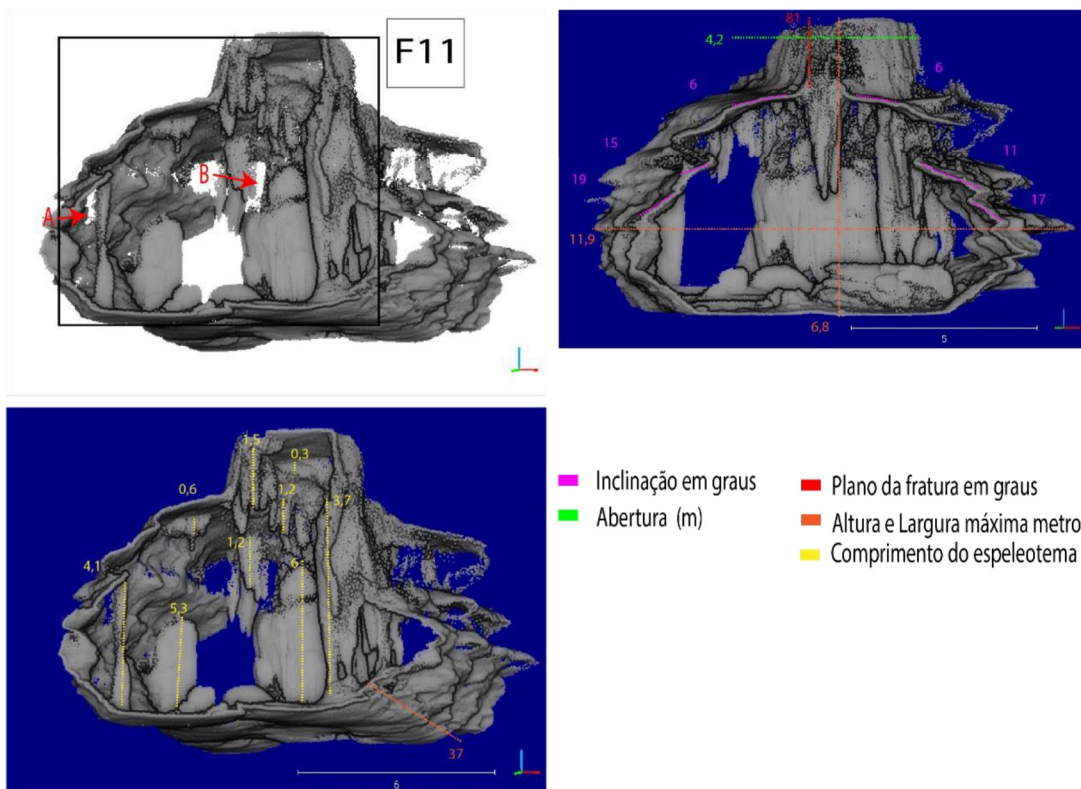 F11
B
A
81
4,2
6
6
15
11
19
17
11,9
6,8
5
1,5
0,3
0,6
1,2
3,7
1,2
6
4,1
5,3
37
6
Inclinação em graus
Abertura (m)
Plano da fratura em graus
Altura e Largura máxima metro
Comprimento do espeleotema